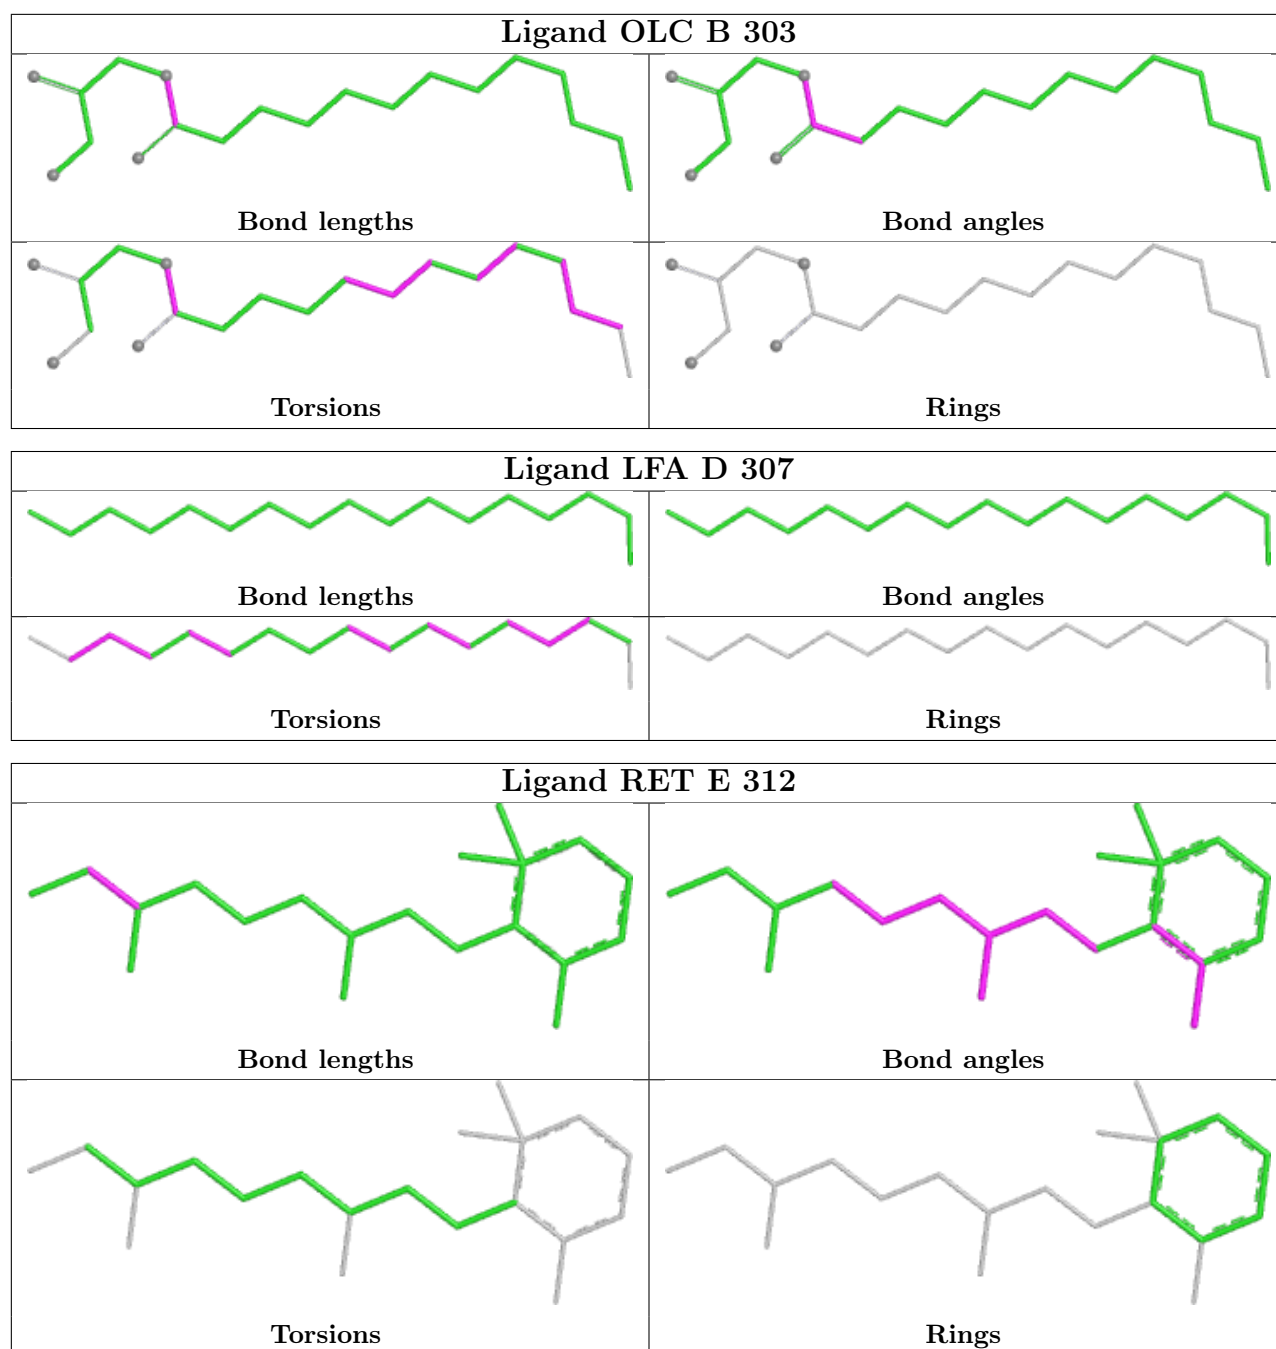 Ligand OLC B 303
Bond lengths
Bond angles
Torsions
Rings
Ligand LFA D 307
Bond lengths
Bond angles
Torsions
Rings
Ligand RET E 312
Bond lengths
Bond angles
Torsions
Rings